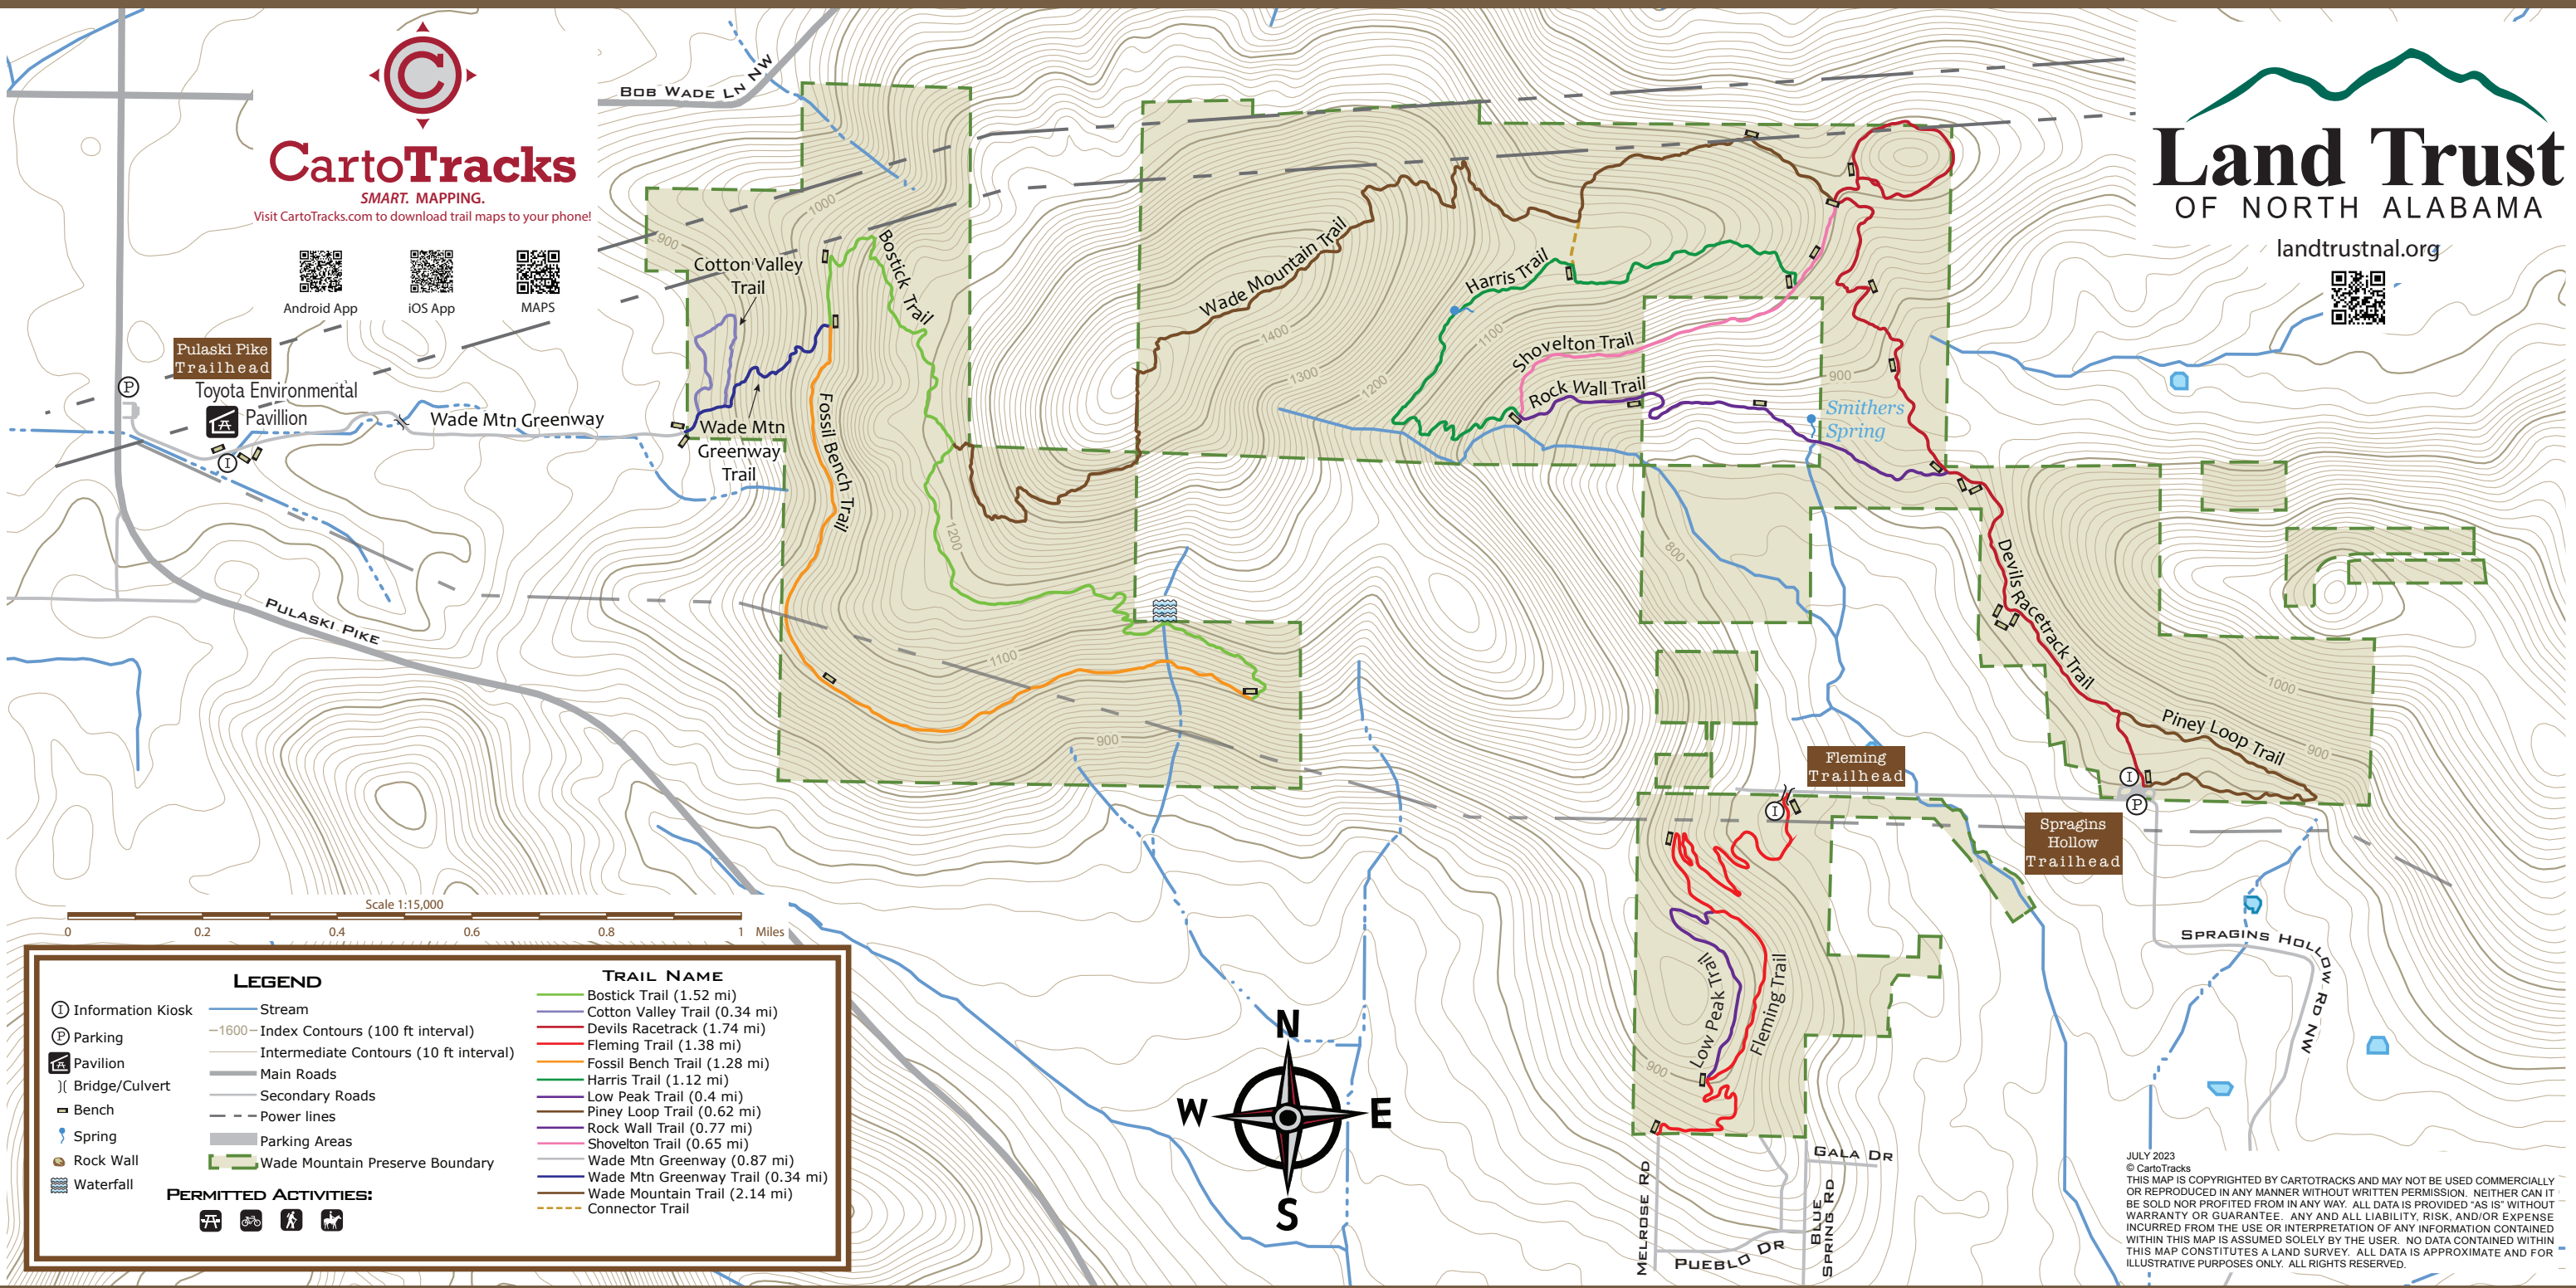 BOB WADE LN NW
CartoTracks
SMART. MAPPING.
Visit CartoTracks.com to download trail maps to your phone!
Android App
iOS App
MAPS
Land Trust
OF NORTH ALABAMA
landtrustnal.org
Pulaski Pike
Trailhead
Toyota Environmental
Pavillion
P
I
Wade Mtn Greenway
PULASKI PIKE
Cotton Valley
Trail
Wade Mtn
Greenway
Trail
Bostick Trail
Fossil Bench Trail
Wade Mountain Trail
Harris Trail
Shovelton Trail
Rock Wall Trail
Smithers
Spring
Devils Racetrack Trail
Piney Loop Trail
1000
900
1200
1100
900
1400
1300
1200
1100
900
800
1000
900
900
Fleming
Trailhead
I
I
P
Spragins
Hollow
Trailhead
Low Peak Trail
Fleming Trail
SPRAGINS HOLLOW RD NW
MELROSE RD
PUEBLO DR
BLUE
SPRING RD
GALA DR
N
W
E
S
Scale 1:15,000
0
0.2
0.4
0.6
0.8
1
Miles
LEGEND
I Information Kiosk
P Parking
Pavilion
Bridge/Culvert
Bench
Spring
Rock Wall
Waterfall
Stream
1600 Index Contours (100 ft interval)
Intermediate Contours (10 ft interval)
Main Roads
Secondary Roads
Power lines
Parking Areas
Wade Mountain Preserve Boundary
PERMITTED ACTIVITIES:
TRAIL NAME
Bostick Trail (1.52 mi)
Cotton Valley Trail (0.34 mi)
Devils Racetrack (1.74 mi)
Fleming Trail (1.38 mi)
Fossil Bench Trail (1.28 mi)
Harris Trail (1.12 mi)
Low Peak Trail (0.4 mi)
Piney Loop Trail (0.62 mi)
Rock Wall Trail (0.77 mi)
Shovelton Trail (0.65 mi)
Wade Mtn Greenway (0.87 mi)
Wade Mtn Greenway Trail (0.34 mi)
Wade Mountain Trail (2.14 mi)
Connector Trail
JULY 2023
© CartoTracks
THIS MAP IS COPYRIGHTED BY CARTOTRACKS AND MAY NOT BE USED COMMERCIALLY
OR REPRODUCED IN ANY MANNER WITHOUT WRITTEN PERMISSION. NEITHER CAN IT
BE SOLD NOR PROFITED FROM IN ANY WAY. ALL DATA IS PROVIDED "AS IS" WITHOUT
WARRANTY OR GUARANTEE. ANY AND ALL LIABILITY, RISK, AND/OR EXPENSE
INCURRED FROM THE USE OR INTERPRETATION OF ANY INFORMATION CONTAINED
WITHIN THIS MAP IS ASSUMED SOLELY BY THE USER. NO DATA CONTAINED WITHIN
THIS MAP CONSTITUTES A LAND SURVEY. ALL DATA IS APPROXIMATE AND FOR
ILLUSTRATIVE PURPOSES ONLY. ALL RIGHTS RESERVED.